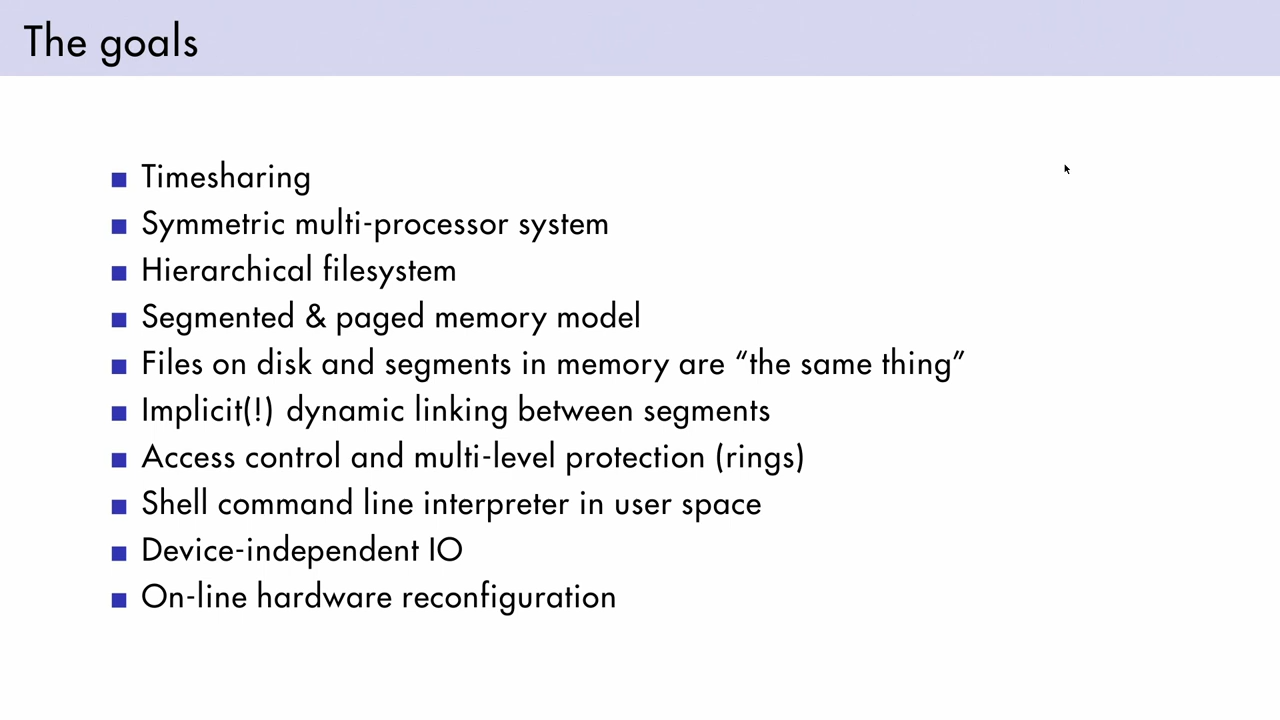 The goals
Timesharing
Symmetric multi-processor system
Hierarchical filesystem
Segmented & paged memory model
Files on disk and segments in memory are “the same thing”
Implicit(!) dynamic linking between segments
Access control and multi-level protection (rings)
Shell command line interpreter in user space
Device-independent IO
On-line hardware reconfiguration